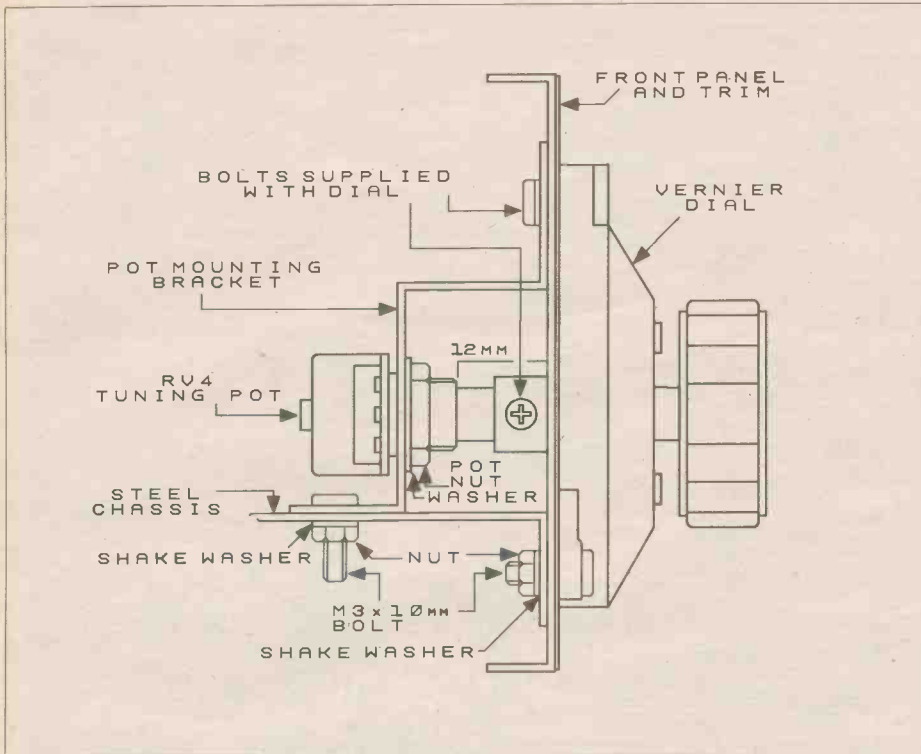 FRONT PANEL
AND TRIM
BOLTS SUPPLIED
WITH DIAL
VERNIER
DIAL
POT MOUNTING
BRACKET
12MM
RV4
TUNING POT
POT
NUT
WASHER
STEEL
CHASSIS
SHAKE WASHER
NUT
M3x10MM
BOLT
SHAKE WASHER